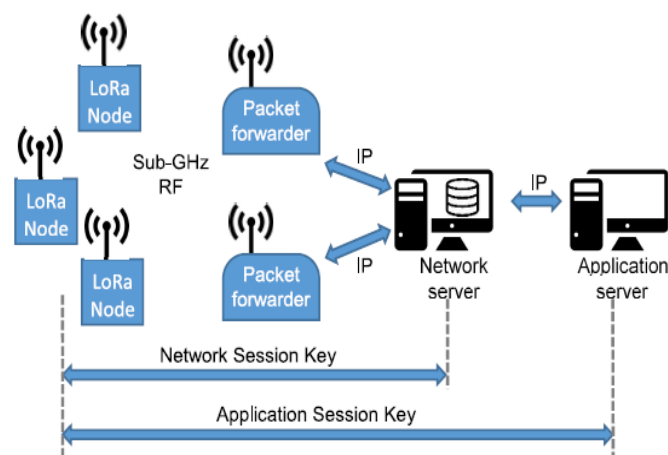 LoRa
Node
LoRa
Node
LoRa
Node
Sub-GHz
RF
Packet
forwarder
Packet
forwarder
IP
IP
IP
Network
server
Application
server
Network Session Key
Application Session Key